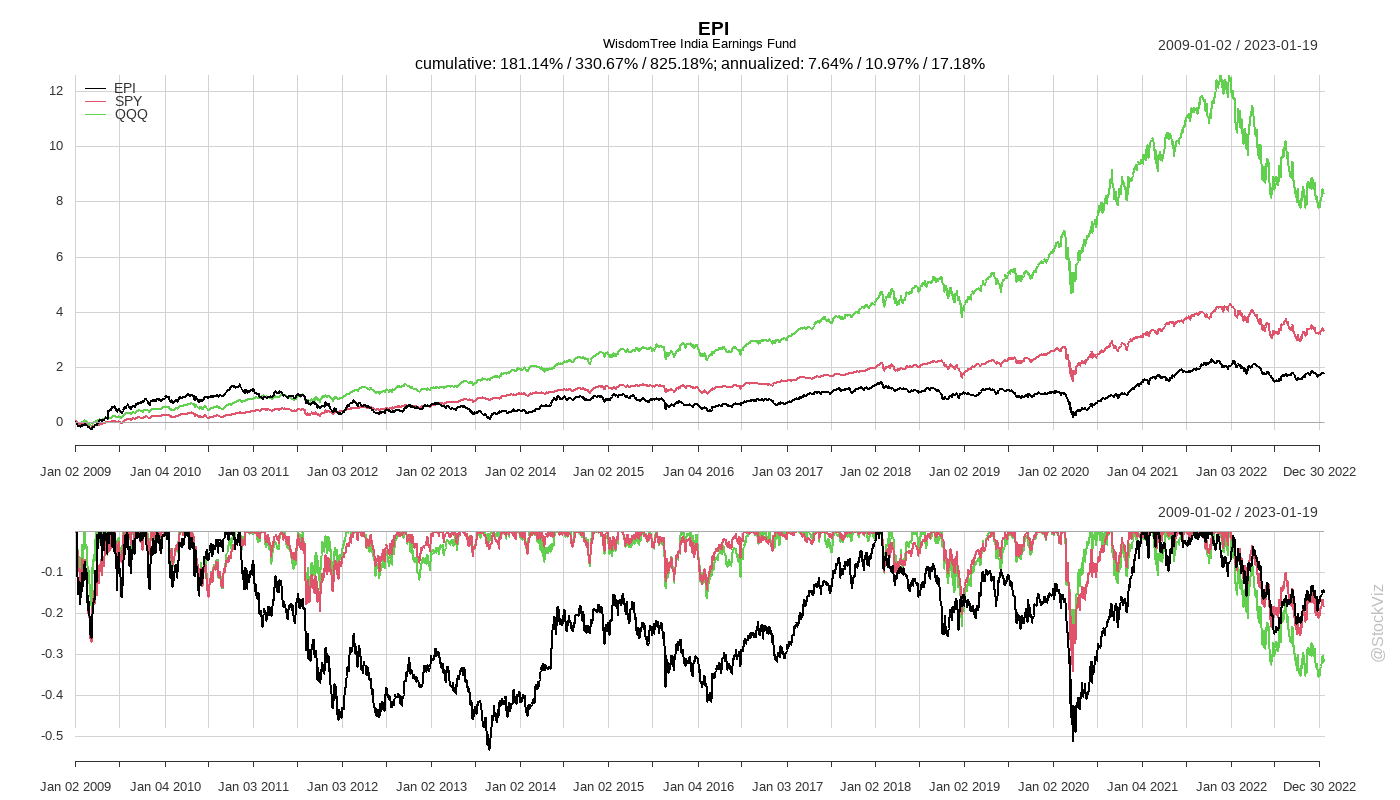 EPI
WisdomTree India Earnings Fund
2009-01-02 / 2023-01-19
cumulative: 181.14% / 330.67% / 825.18%; annualized: 7.64% / 10.97% / 17.18%
EPI
SPY
QQQ
12
10
8
6
4
2
0
Jan 02 2009 Jan 04 2010 Jan 03 2011 Jan 03 2012 Jan 02 2013 Jan 02 2014 Jan 02 2015 Jan 04 2016 Jan 03 2017 Jan 02 2018 Jan 02 2019 Jan 02 2020 Jan 04 2021 Jan 03 2022 Dec 30 2022
2009-01-02 / 2023-01-19
-0.1
-0.2
-0.3
-0.4
-0.5
Jan 02 2009 Jan 04 2010 Jan 03 2011 Jan 03 2012 Jan 02 2013 Jan 02 2014 Jan 02 2015 Jan 04 2016 Jan 03 2017 Jan 02 2018 Jan 02 2019 Jan 02 2020 Jan 04 2021 Jan 03 2022 Dec 30 2022
@StockViz